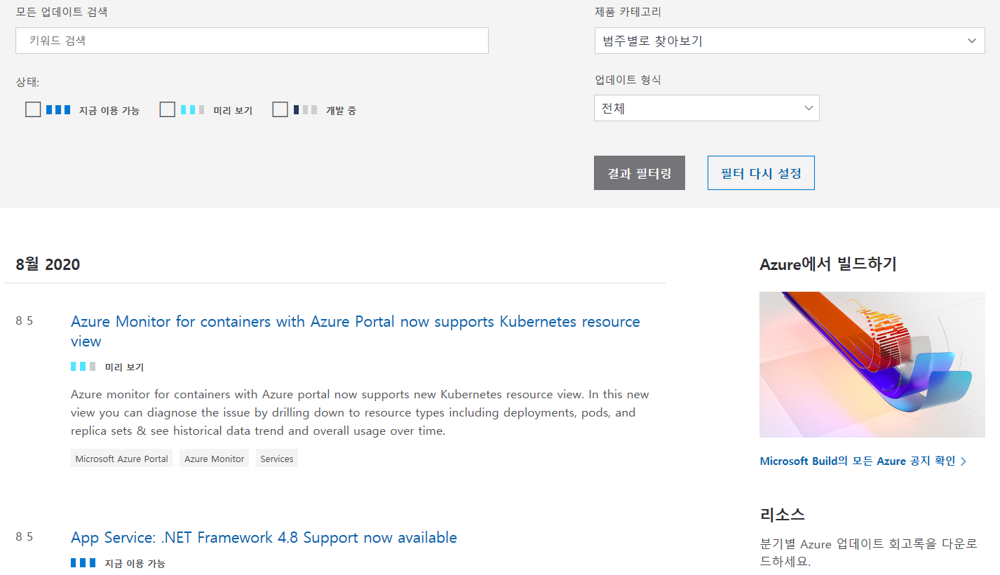 모든 업데이트 검색
키워드 검색
상태:
지금 이용 가능
미리 보기
개발 중
제품 카테고리
범주별로 찾아보기
업데이트 형식
전체
결과 필터링
필터 다시 설정
8월 2020
8 5
Azure Monitor for containers with Azure Portal now supports Kubernetes resource
view
미리 보기
Azure monitor for containers with Azure portal now supports new Kubernetes resource view. In this new
view you can diagnose the issue by drilling down to resource types including deployments, pods, and
replica sets & see historical data trend and overall usage over time.
Microsoft Azure Portal
Azure Monitor
Services
8 5
App Service: .NET Framework 4.8 Support now available
지금 이용 가능
Azure에서 빌드하기
Microsoft Build의 모든 Azure 공지 확인
리소스
분기별 Azure 업데이트 회고록을 다운로
드하세요.